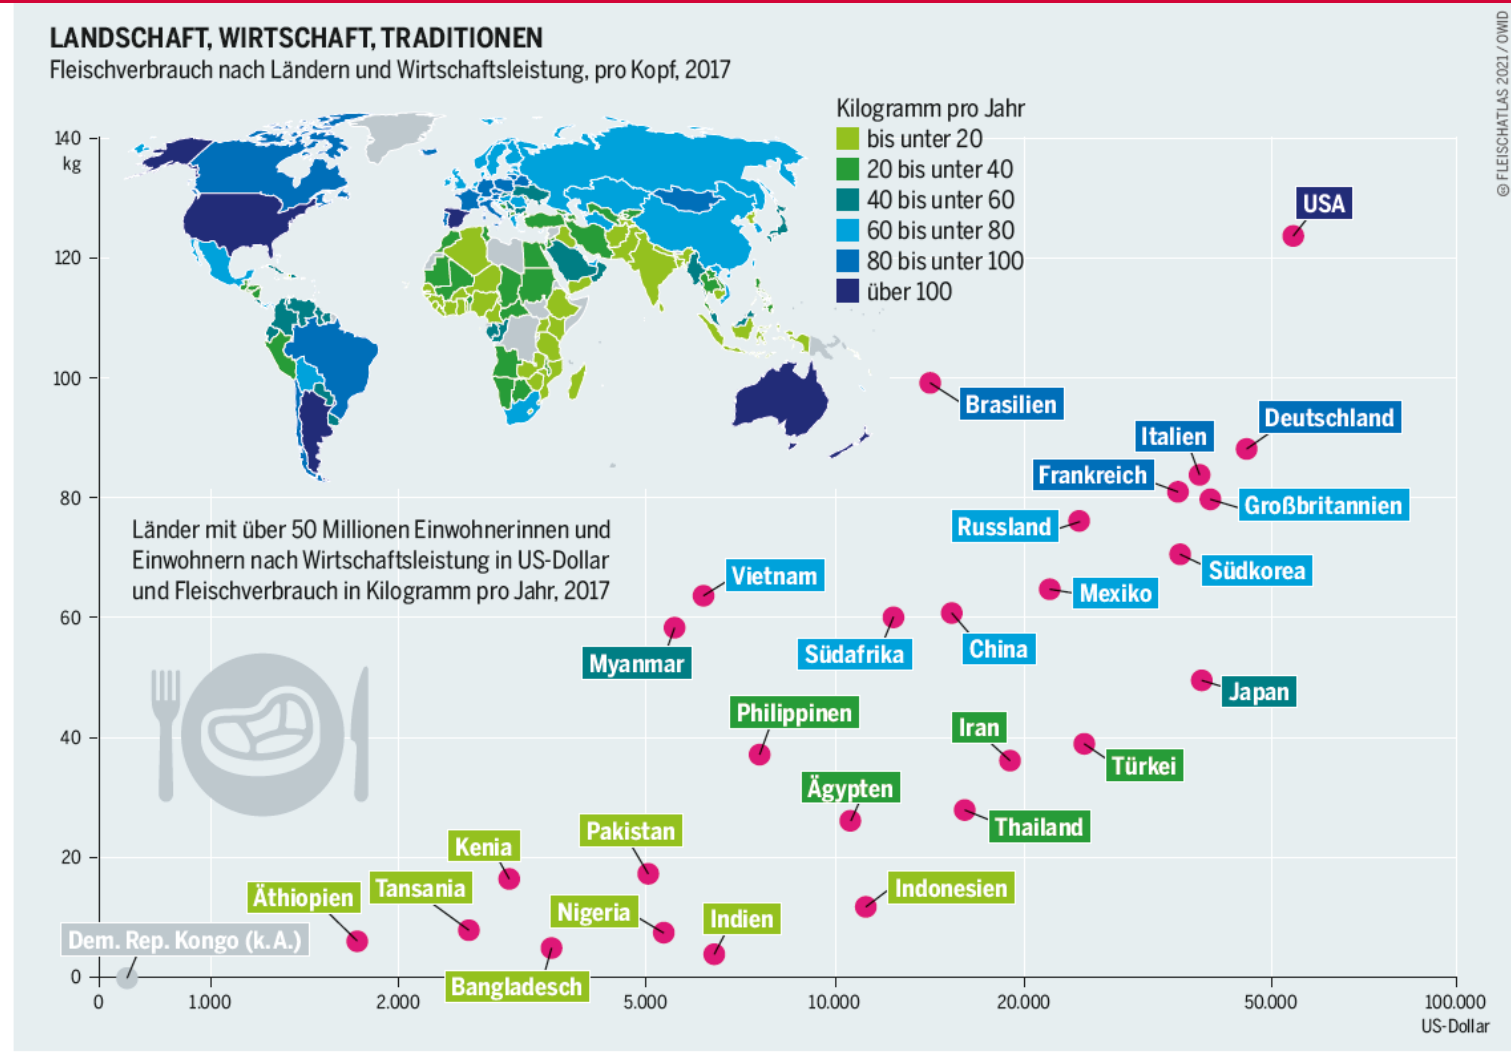 LANDSCHAFT, WIRTSCHAFT, TRADITIONEN
Fleischverbrauch nach Ländern und Wirtschaftsleistung, pro Kopf, 2017
Kilogramm pro Jahr
bis unter 20
20 bis unter 40
40 bis unter 60
60 bis unter 80
80 bis unter 100
über 100
140
kg
120
100
80
60
40
20
0
Länder mit über 50 Millionen Einwohnerinnen und
Einwohnern nach Wirtschaftsleistung in US-Dollar
und Fleischverbrauch in Kilogramm pro Jahr, 2017
USA
Brasilien
Deutschland
Italien
Frankreich
Großbritannien
Russland
Südkorea
Vietnam
Mexiko
Myanmar
Südafrika
China
Japan
Philippinen
Iran
Türkei
Ägypten
Thailand
Pakistan
Kenia
Äthiopien
Tansania
Nigeria
Indien
Indonesien
Dem. Rep. Kongo (k. A.)
Bangladesch
0
1.000
2.000
5.000
10.000
20.000
50.000
100.000
US-Dollar
© FLEISCHATLAS 2021 / OWID